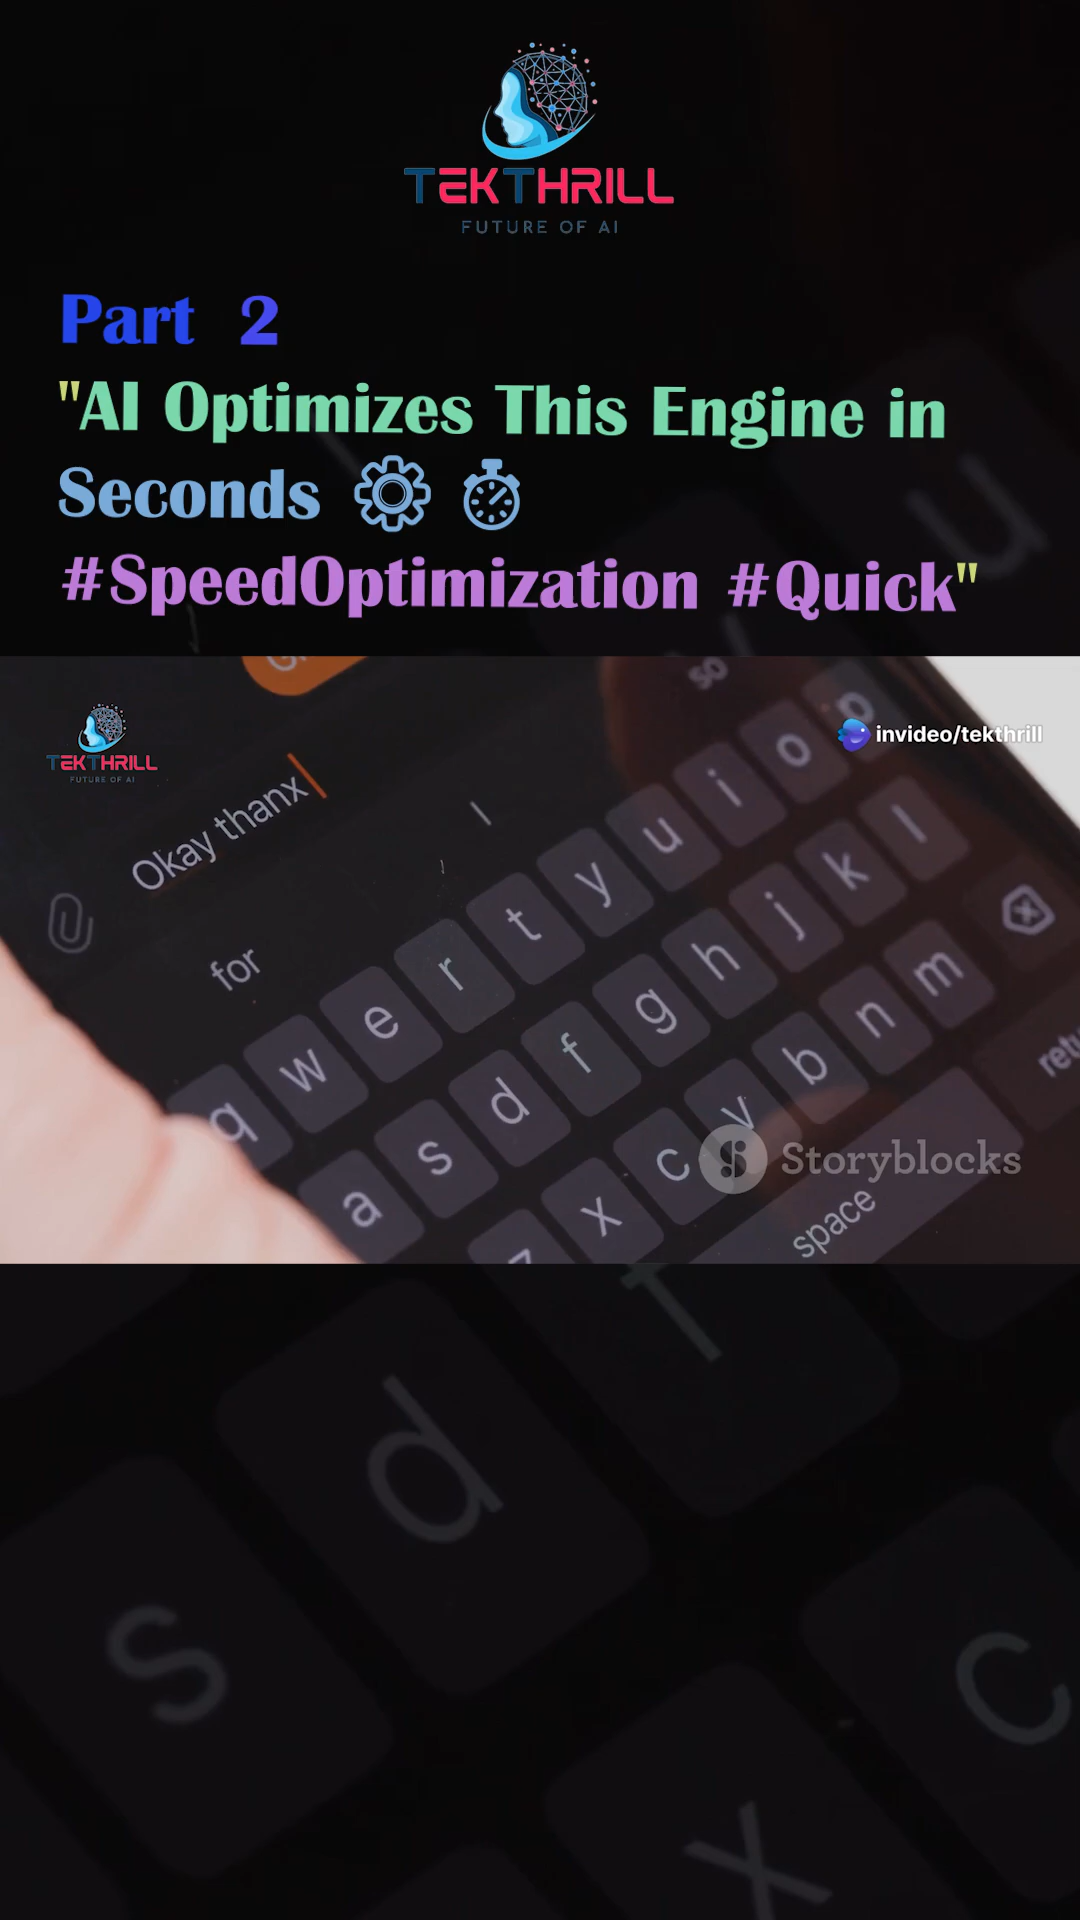 TEKTHRILL
FUTURE OF AI
Part 2
"AI Optimizes This Engine in
Seconds
#SpeedOptimization #Quick"
TEKTHRILL
FUTURE OF AI
invideo/tekthrill
so
Okay thanx
I
for
q w e r t y u i o p
a s d f g h j k l
z x c v b n m
space
Storyblocks
u
d f
s c
x